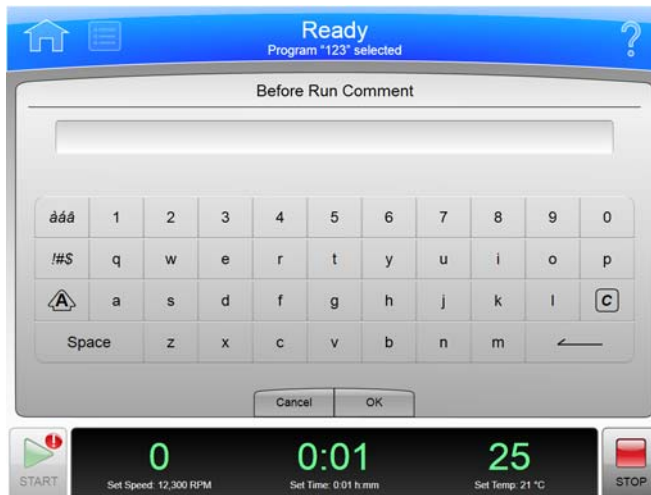 Ready
Program "123" selected
Before Run Comment
àáâ 1 2 3 4 5 6 7 8 9 0
!#$ q w e r t y u i o p
A a s d f g h j k l C
Space z x c v b n m
Cancel OK
START
0
Set Speed: 12,300 RPM
0:01
Set Time: 0:01 h:mm
25
Set Temp: 21 °C
STOP